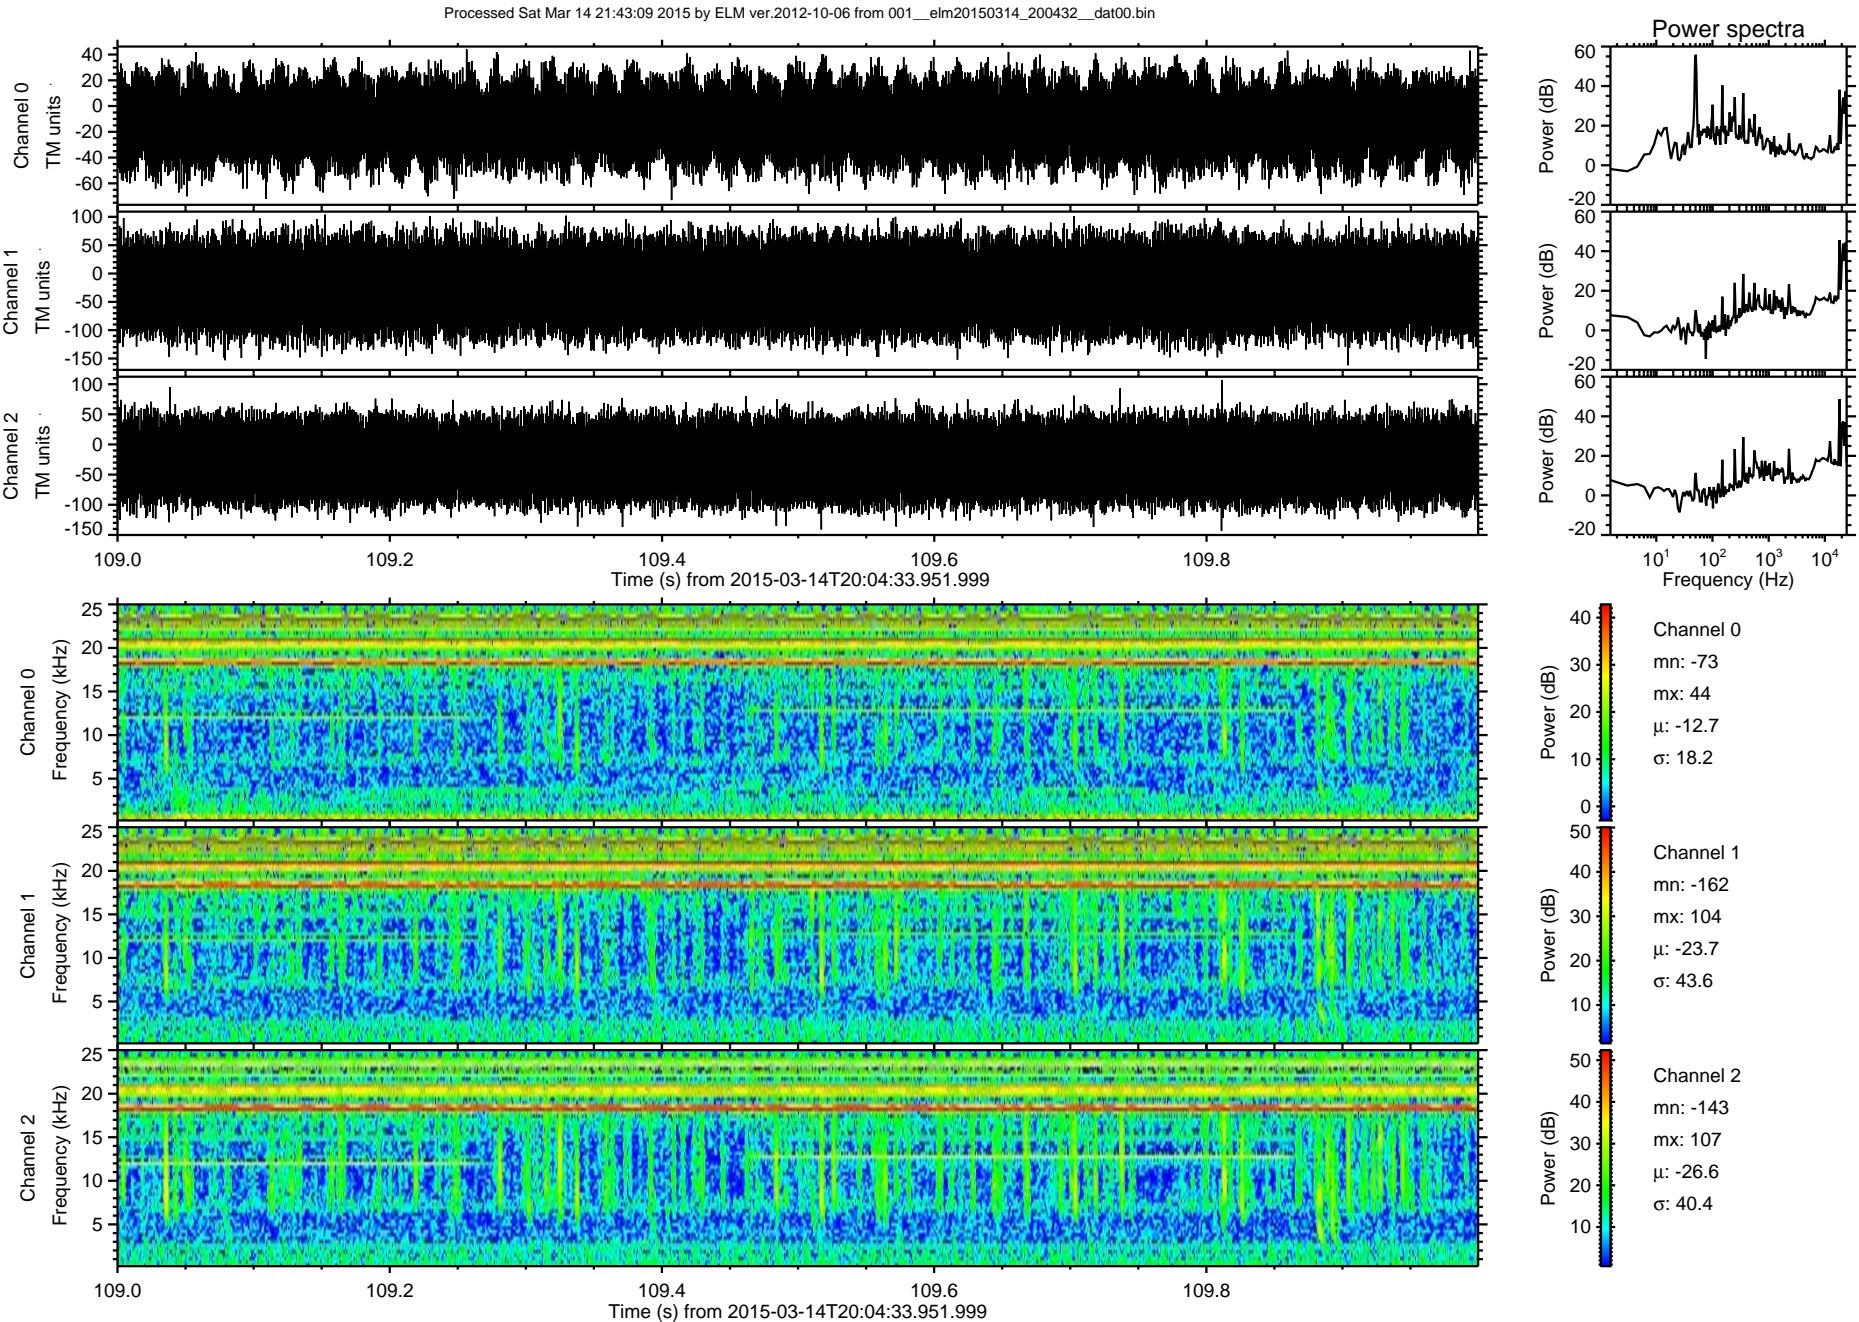 Processed Sat Mar 14 21:43:09 2015 by ELM ver.2012-10-06 from 001__elm20150314_200432__dat00.bin
Power spectra
Channel 0
TM units
40
20
0
-20
-40
-60
Power (dB)
60
40
20
0
-20
Channel 1
TM units
100
50
0
-50
-100
-150
Power (dB)
60
40
20
0
-20
Channel 2
TM units
100
50
0
-50
-100
-150
Power (dB)
60
40
20
0
-20
109.0 109.2 109.4 109.6 109.8
Time (s) from 2015-03-14T20:04:33.951.999
10¹ 10² 10³ 10⁴
Frequency (Hz)
Channel 0
Frequency (kHz)
25
20
15
10
5
Power (dB)
40
30
20
10
0
Channel 0
mn: -73
mx: 44
μ: -12.7
σ: 18.2
Channel 1
Frequency (kHz)
25
20
15
10
5
Power (dB)
50
40
30
20
10
Channel 1
mn: -162
mx: 104
μ: -23.7
σ: 43.6
Channel 2
Frequency (kHz)
25
20
15
10
5
Power (dB)
50
40
30
20
10
Channel 2
mn: -143
mx: 107
μ: -26.6
σ: 40.4
109.0 109.2 109.4 109.6 109.8
Time (s) from 2015-03-14T20:04:33.951.999